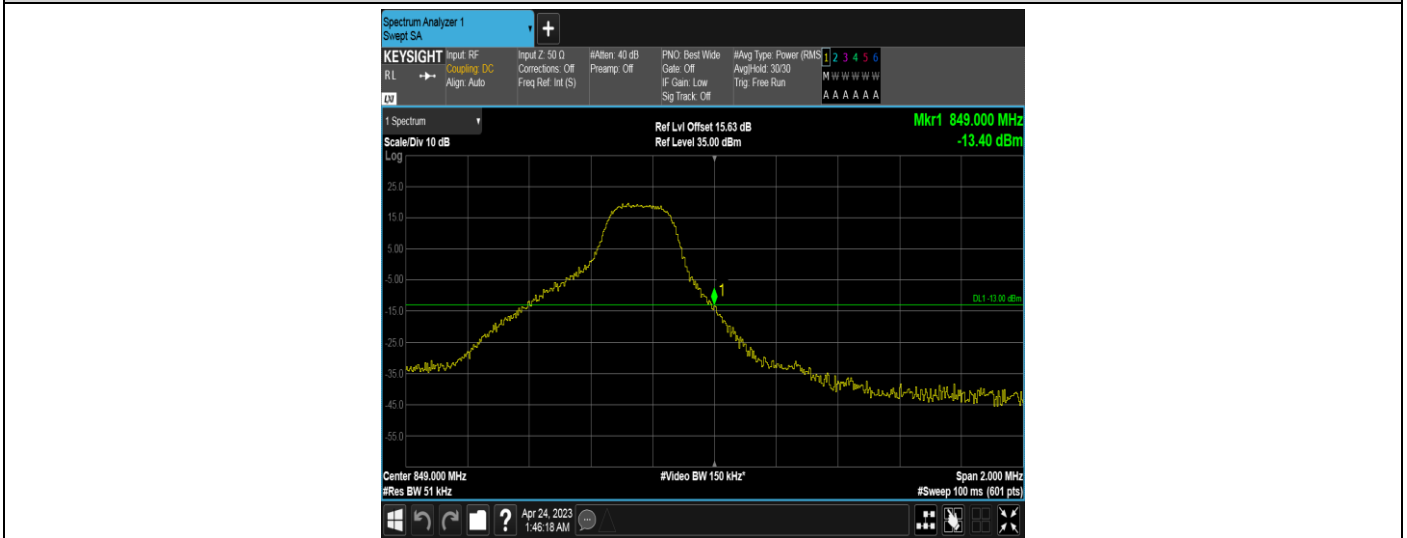 Spectrum Analyzer 1
Swept SA
+
KEYSIGHT
RL
LXI
Input: RF
Coupling: DC
Align: Auto
Input Z: 50 Ω
Corrections: Off
Freq Ref: Int (S)
#Atten: 40 dB
Preamp: Off
PNO: Best Wide
Gate: Off
IF Gain: Low
Sig Track: Off
#Avg Type: Power (RMS
Avg|Hold: 30/30
Trig: Free Run
1 2 3 4 5 6
M W W W W W
A A A A A A
1 Spectrum
Scale/Div 10 dB
Ref Lvl Offset 15.63 dB
Ref Level 35.00 dBm
Mkr1 849.000 MHz
-13.40 dBm
Log
25.0
15.0
5.00
-5.00
-15.0
-25.0
-35.0
-45.0
-55.0
1
DL1 -13.00 dBm
Center 849.000 MHz
#Video BW 150 kHz*
Span 2.000 MHz
#Res BW 51 kHz
#Sweep 100 ms (601 pts)
?
Apr 24, 2023
1:46:18 AM